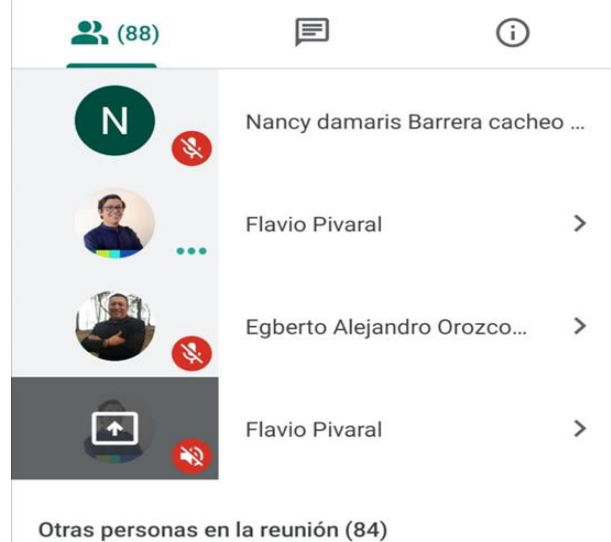 (88)
N
Nancy damaris Barrera cacheo ...
Flavio Pivaral
Egberto Alejandro Orozco...
Flavio Pivaral
Otras personas en la reunión (84)